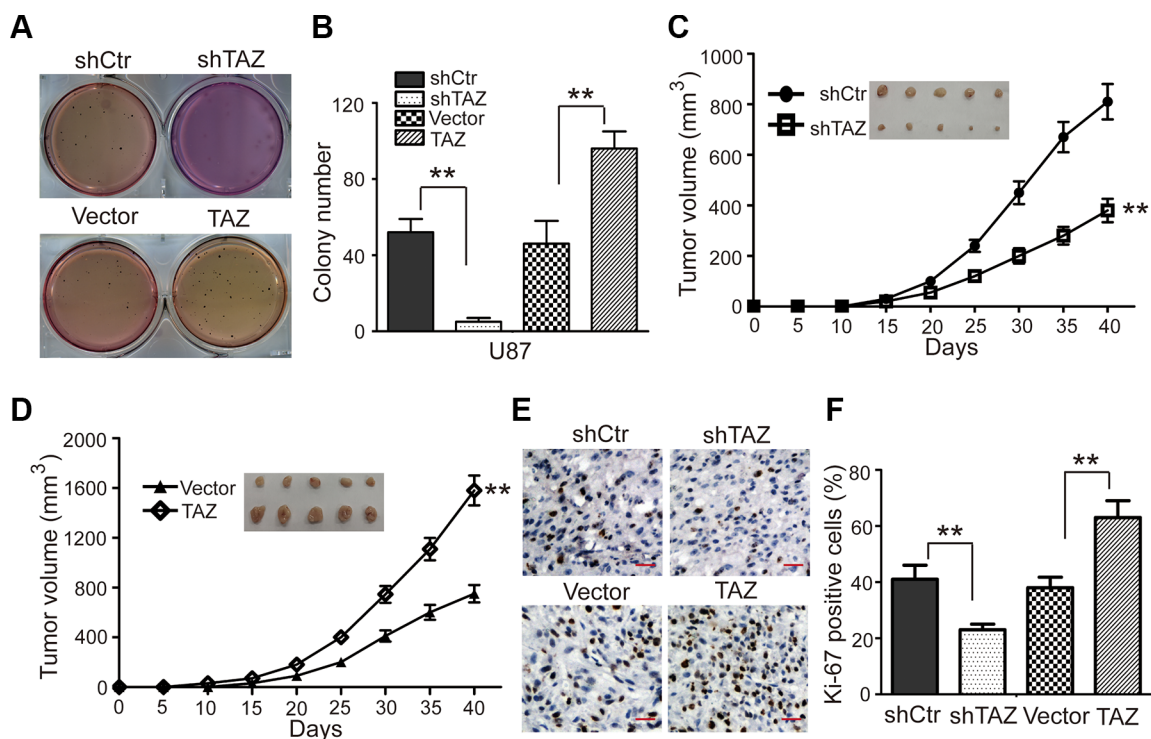 A
shCtr
shTAZ
Vector
TAZ
B
shCtr
shTAZ
Vector
TAZ
Colony number
120
80
40
0
**
**
U87
C
Tumor volume (mm3)
1000
800
600
400
200
0
shCtr
shTAZ
**
0 5 10 15 20 25 30 35 40
Days
D
Tumor volume (mm3)
2000
1600
1200
800
400
0
Vector
TAZ
**
0 5 10 15 20 25 30 35 40
Days
E
shCtr
shTAZ
Vector
TAZ
F
Ki-67 positive cells (%)
80
60
40
20
0
**
**
shCtr shTAZ Vector TAZ